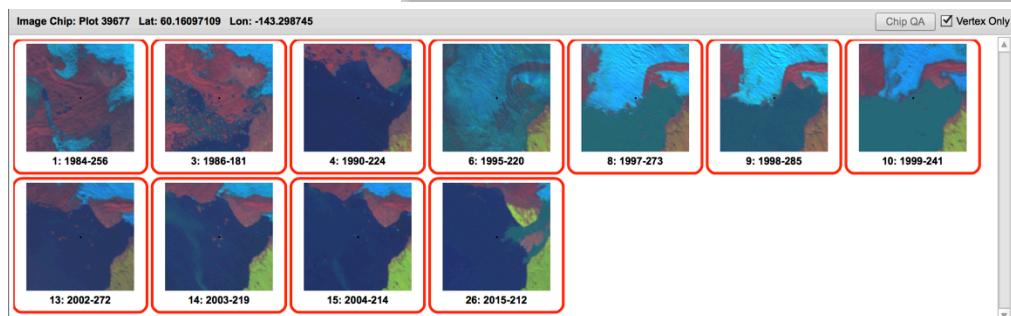 Image Chip: Plot 39677 Lat: 60.16097109 Lon: -143.298745 Chip QA Vertex Only
1: 1984-256 3: 1986-181 4: 1990-224 6: 1995-220 8: 1997-273 9: 1998-285 10: 1999-241
13: 2002-272 14: 2003-219 15: 2004-214 26: 2015-212